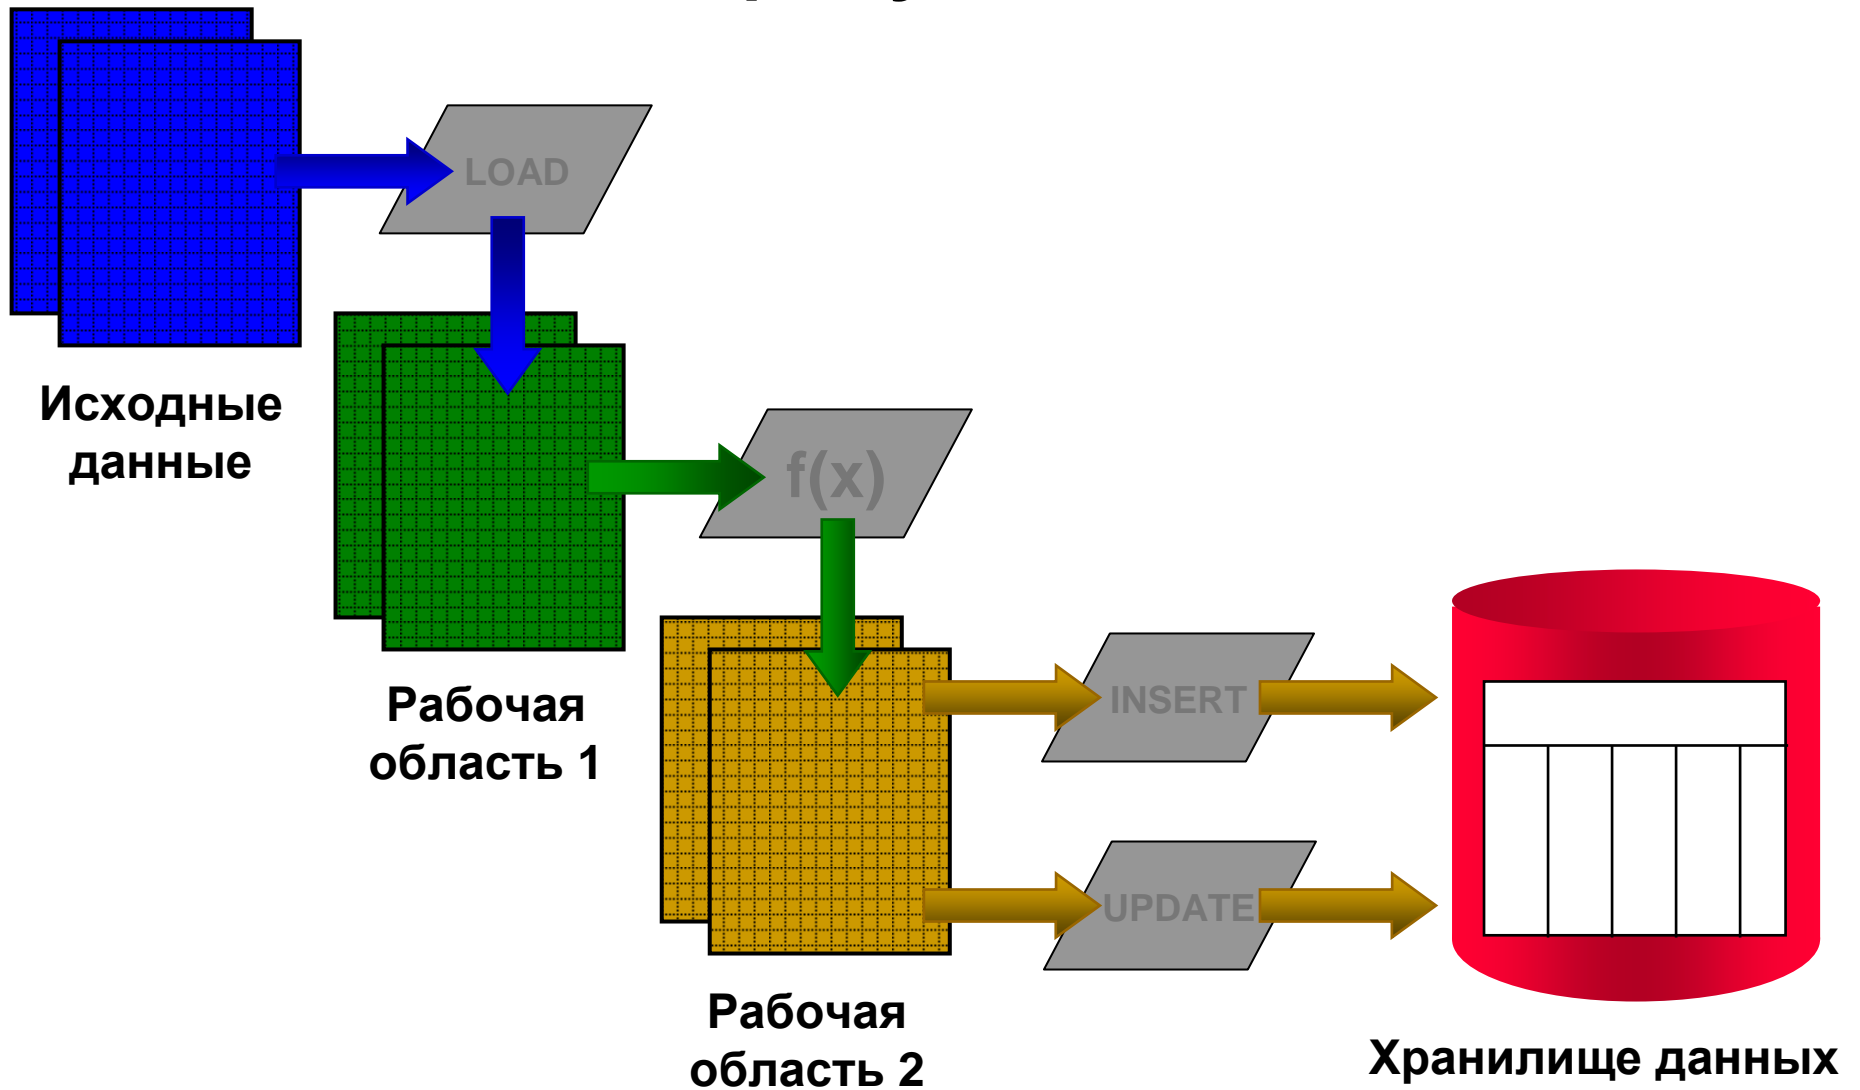 LOAD
Исходные
данные
f(x)
Рабочая
область 1
INSERT
UPDATE
Рабочая
область 2
Хранилище данных